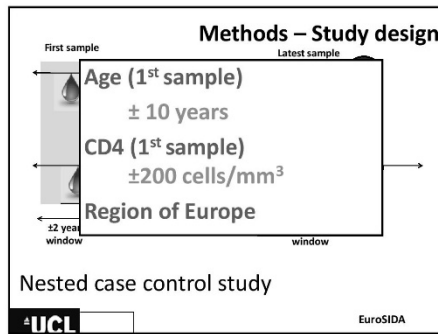 Methods – Study design
First sample
Latest sample
Age (1st sample)
± 10 years
CD4 (1st sample)
±200 cells/mm³
Region of Europe
±2 year
window
window
Nested case control study
UCL
EuroSIDA